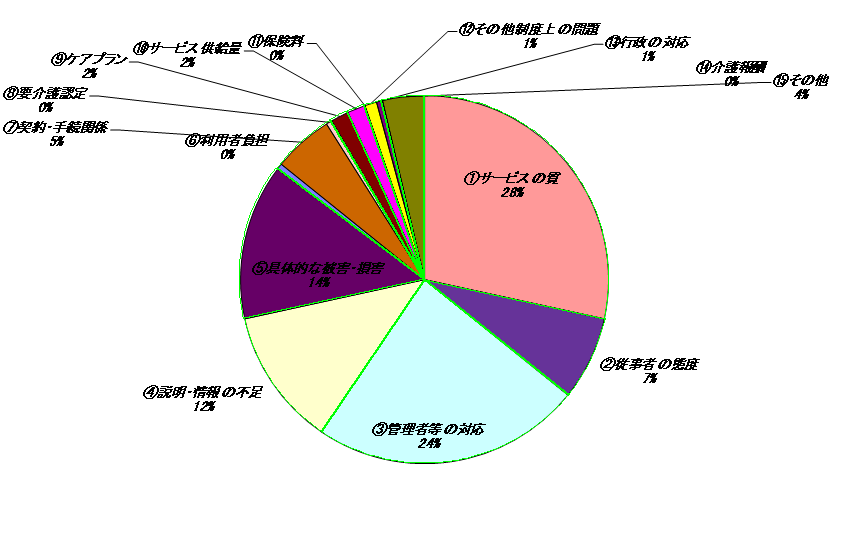 ①サービスの質
28%
②従事者の態度
7%
③管理者等の対応
24%
④説明・情報の不足
12%
⑤具体的な被害・損害
14%
⑥利用者負担
0%
⑦契約・手続関係
5%
⑧要介護認定
0%
⑨ケアプラン
2%
⑩サービス供給量
2%
⑪保険料
0%
⑫その他制度上の問題
1%
⑬行政の対応
1%
⑭介護報酬
0%
⑮その他
4%